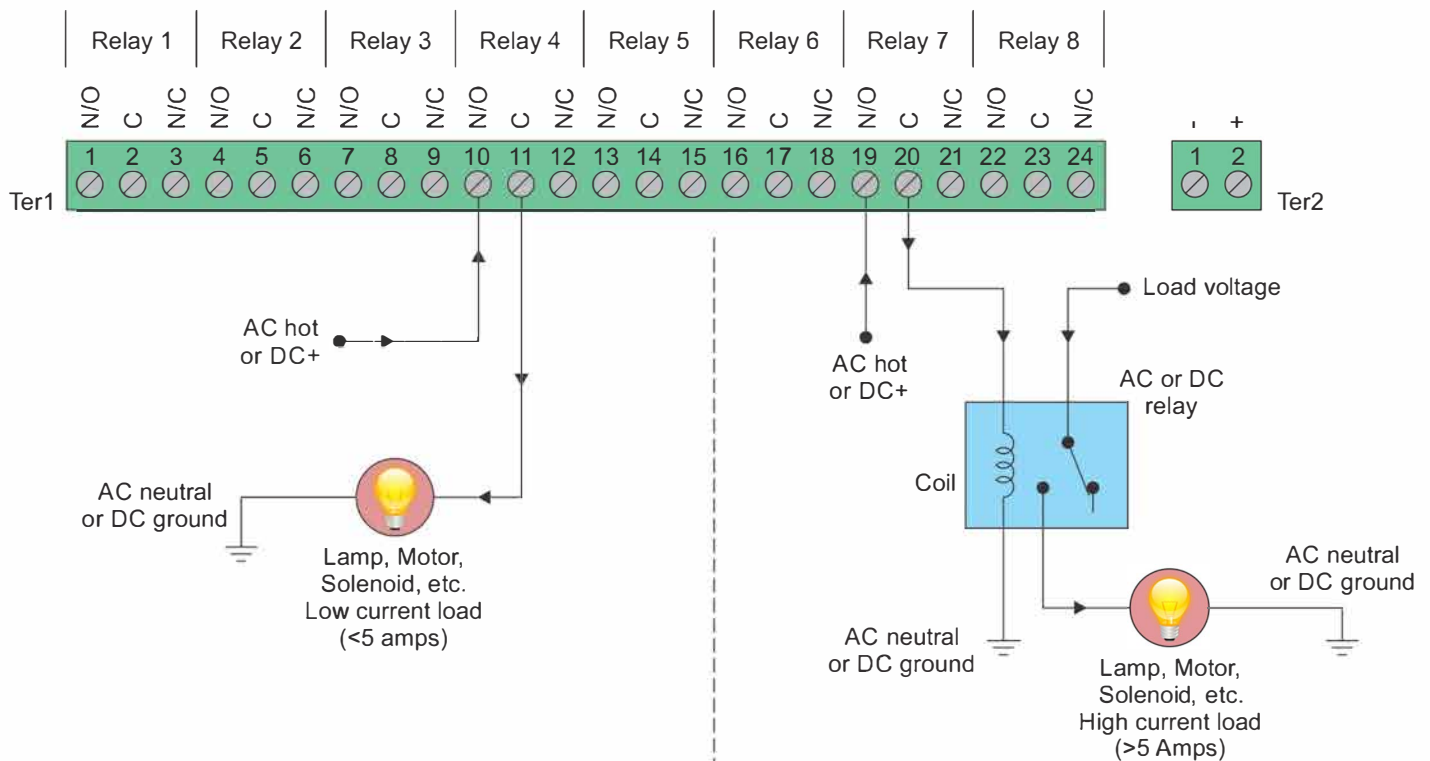 Relay 1 Relay 2 Relay 3 Relay 4 Relay 5 Relay 6 Relay 7 Relay 8
N/O C N/C N/O C N/C N/O C N/C N/O C N/C N/O C N/C N/O C N/C N/O C N/C N/O C N/C - +
1 2 3 4 5 6 7 8 9 10 11 12 13 14 15 16 17 18 19 20 21 22 23 24 1 2
Ter1
Ter2
AC hot
or DC+
AC neutral
or DC ground
Lamp, Motor,
Solenoid, etc.
Low current load
(<5 amps)
AC hot
or DC+
Load voltage
AC or DC
relay
Coil
AC neutral
or DC ground
AC neutral
or DC ground
Lamp, Motor,
Solenoid, etc.
High current load
(>5 Amps)